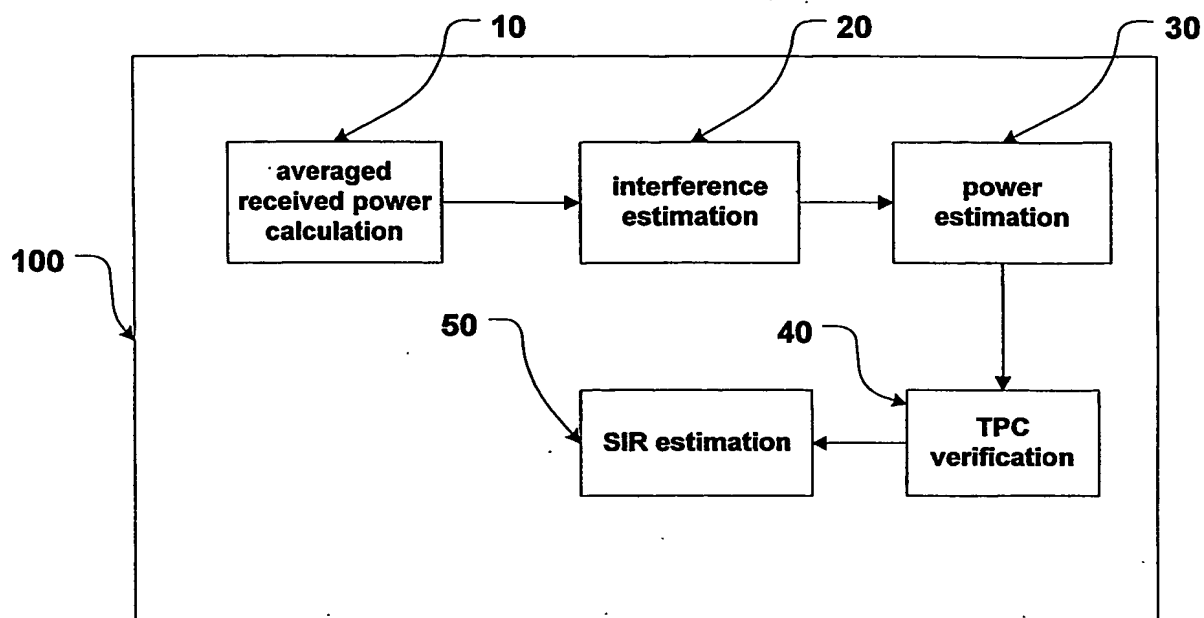 10
20
30
averaged
received power
calculation
interference
estimation
power
estimation
100
50
40
SIR estimation
TPC
verification